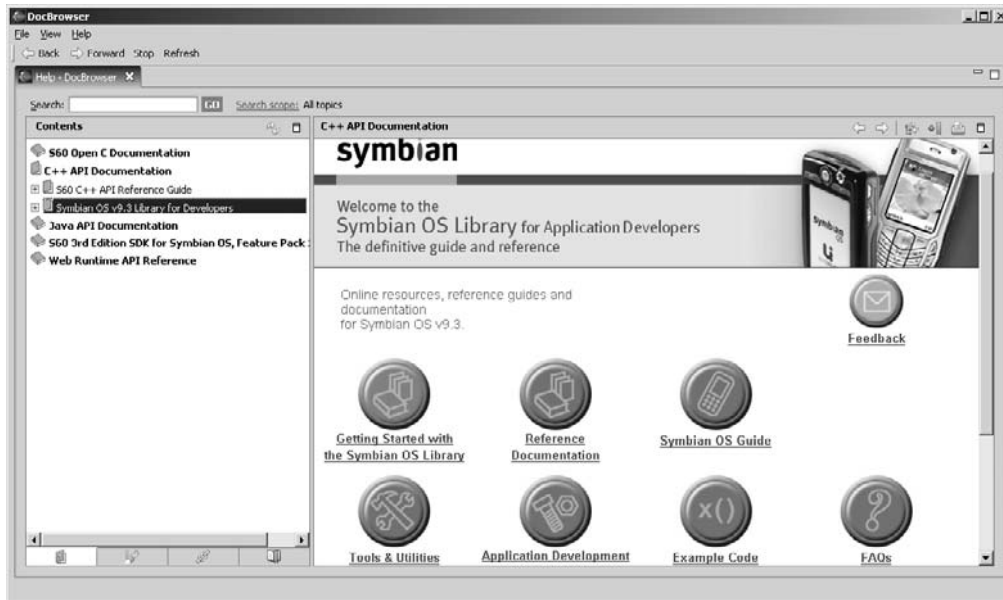 DocBrowser
File View Help
Back Forward Stop Refresh
Help - DocBrowser
Search: GO Search scope: All topics
Contents
S60 Open C Documentation
C++ API Documentation
S60 C++ API Reference Guide
Symbian OS v9.3 Library for Developers
Java API Documentation
S60 3rd Edition SDK for Symbian OS, Feature Pack
Web Runtime API Reference
C++ API Documentation
symbian
Welcome to the
Symbian OS Library for Application Developers
The definitive guide and reference
symbian
Online resources, reference guides and
documentation
for Symbian OS v9.3.
Feedback
Getting Started with
the Symbian OS Library
Reference
Documentation
Symbian OS Guide
Tools & Utilities
Application Development
x()
Example Code
FAQs